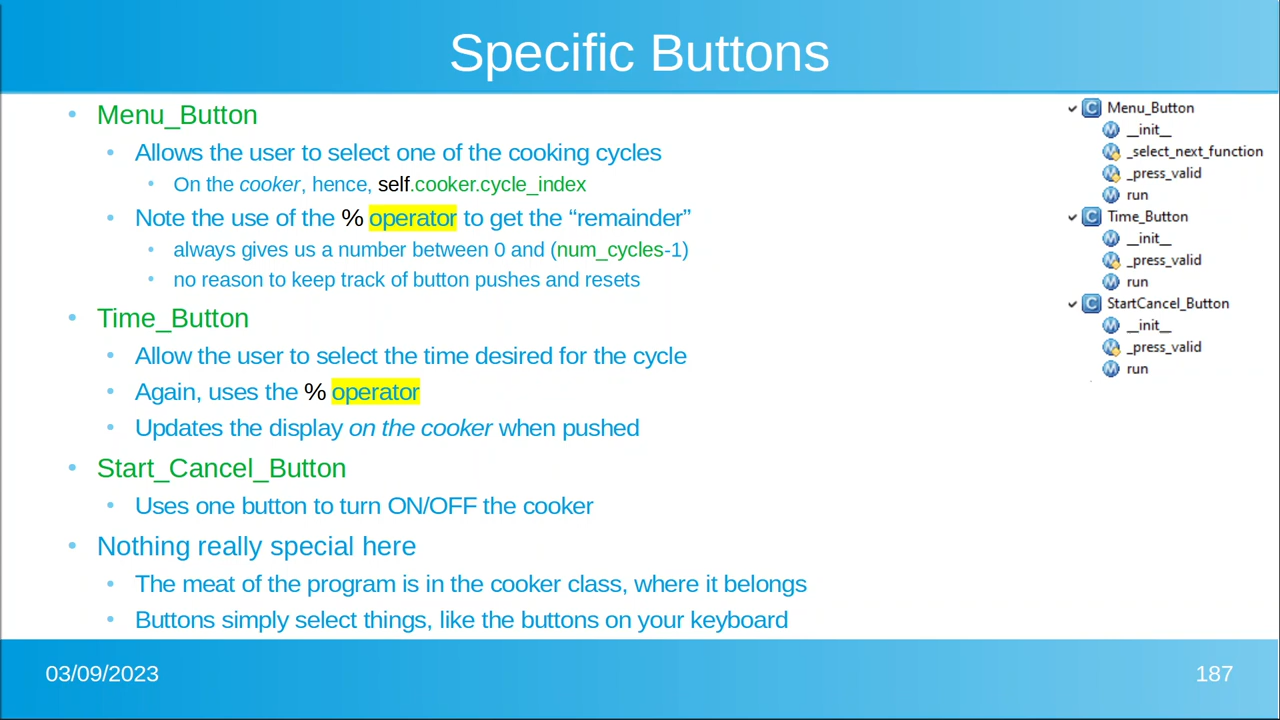 Specific Buttons
Menu_Button
Allows the user to select one of the cooking cycles
On the cooker, hence, self.cooker.cycle_index
Note the use of the % operator to get the “remainder”
always gives us a number between 0 and (num_cycles-1)
no reason to keep track of button pushes and resets
Time_Button
Allow the user to select the time desired for the cycle
Again, uses the % operator
Updates the display on the cooker when pushed
Start_Cancel_Button
Uses one button to turn ON/OFF the cooker
Nothing really special here
The meat of the program is in the cooker class, where it belongs
Buttons simply select things, like the buttons on your keyboard
C Menu_Button
M __init__
M _select_next_function
M _press_valid
M run
C Time_Button
M __init__
M _press_valid
M run
C StartCancel_Button
M __init__
M _press_valid
M run
03/09/2023
187